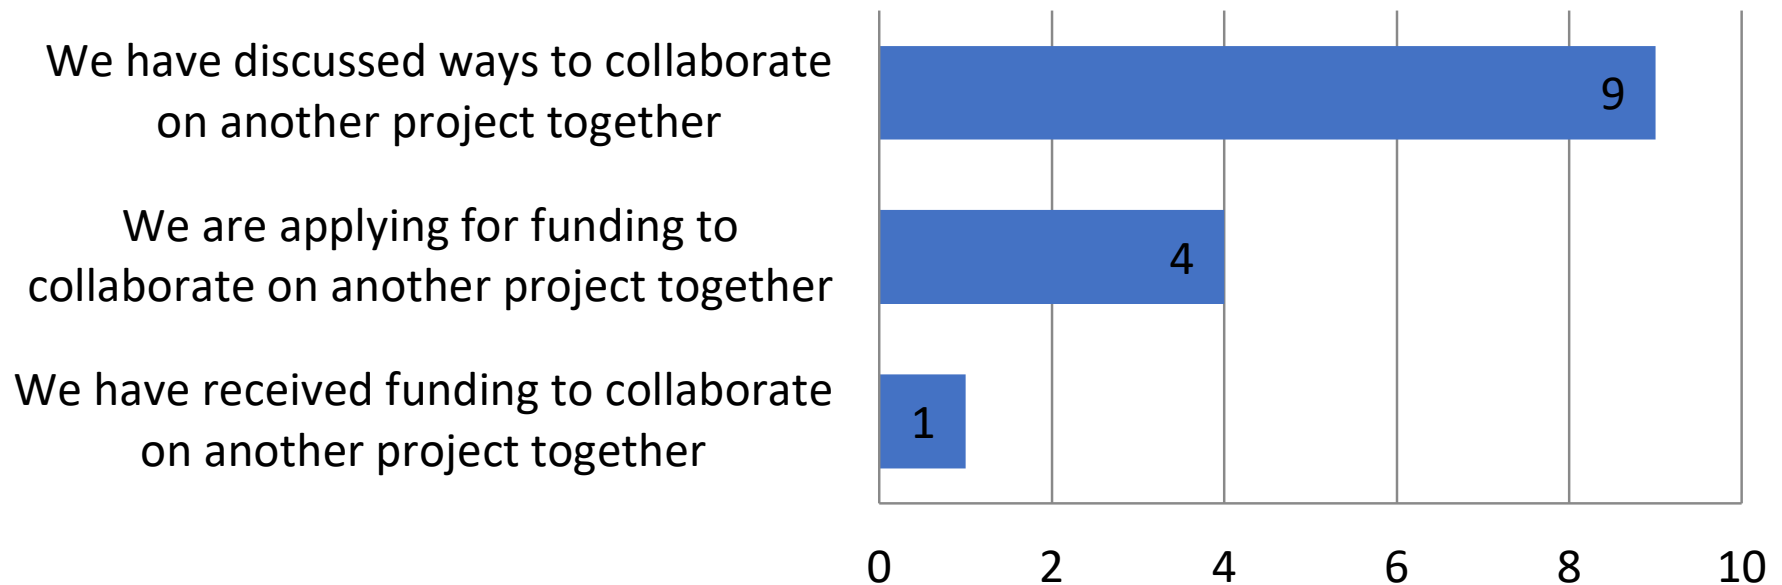 We have discussed ways to collaborate
on another project together
9
We are applying for funding to
collaborate on another project together
4
We have received funding to collaborate
on another project together
1
0 2 4 6 8 10